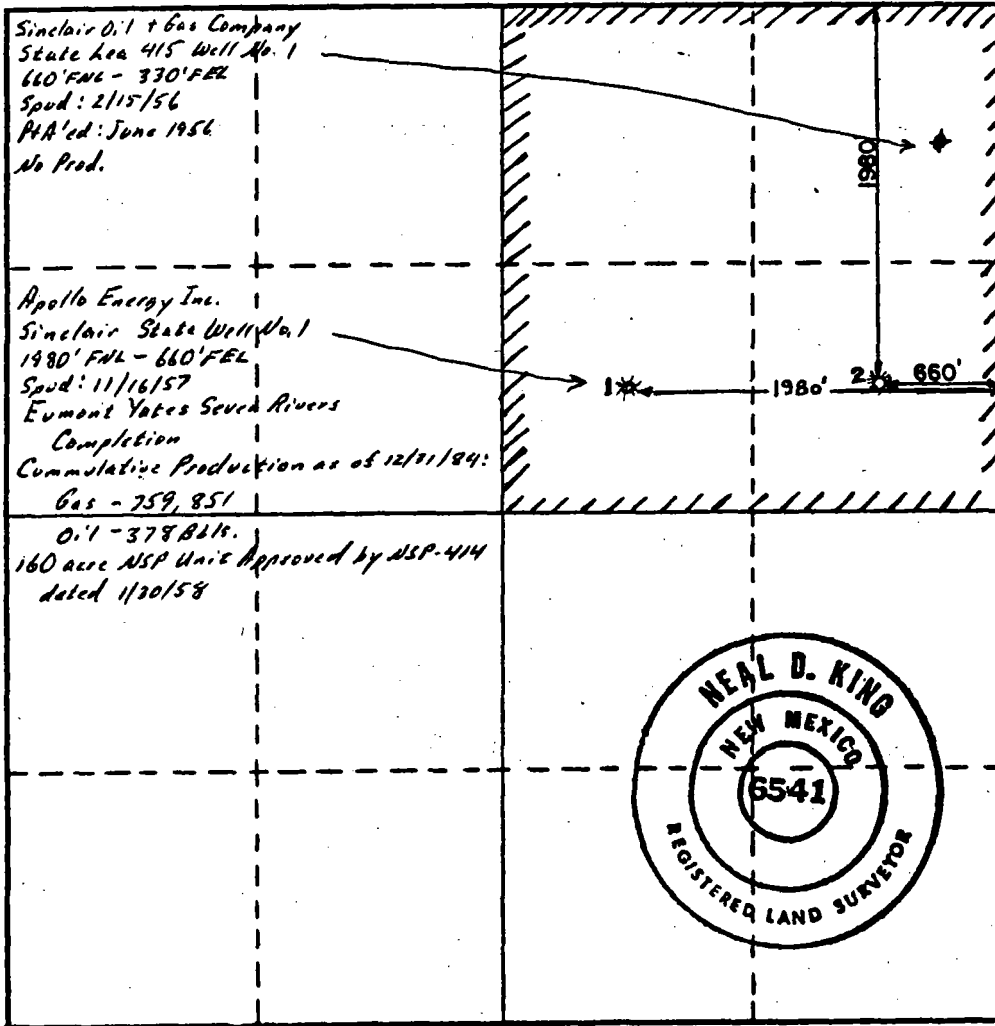 Sinclair Oil + Gas Company
State Lea 415 Well No. 1
660' FNL - 330' FEL
Spud: 2/15/56
P+A'ed: June 1956
No Prod.
1980
Apollo Energy Inc.
Sinclair State Well No. 1
1980' FNL - 660' FEL
Spud: 11/16/57
Eumont Yates Seven Rivers
Completion
Commulative Production as of 12/31/84:
Gas - 759,851
Oil - 378 Bbls.
160 acre NSP Unit Approved by NSP-414
dated 1/30/58
1
1980'
2
660'
NEAL D. KING
NEW MEXICO
6541
REGISTERED LAND SURVEYOR